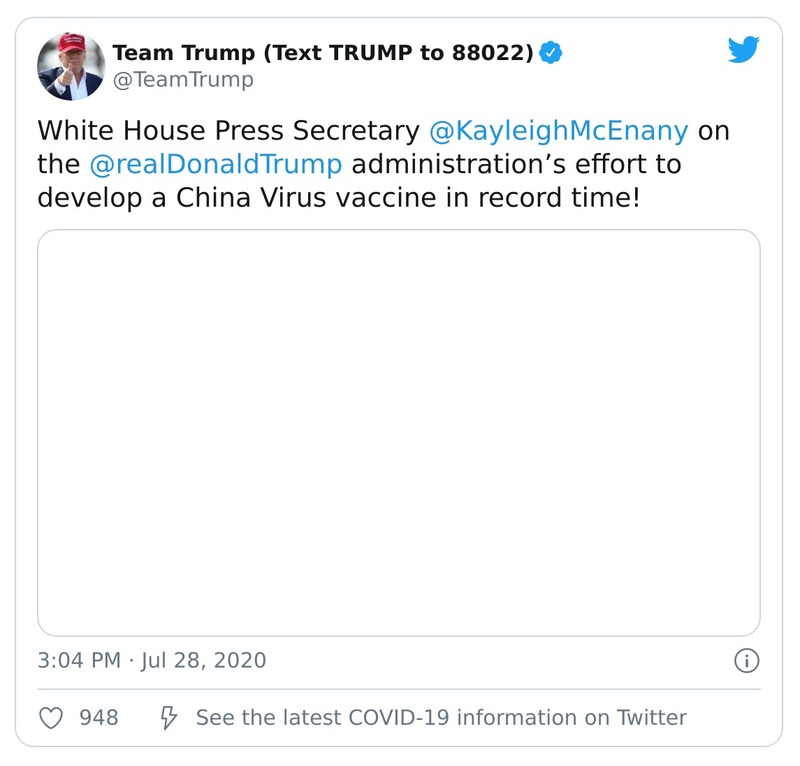 Team Trump (Text TRUMP to 88022)
@TeamTrump
White House Press Secretary @KayleighMcEnany on
the @realDonaldTrump administration’s effort to
develop a China Virus vaccine in record time!
3:04 PM · Jul 28, 2020
948 See the latest COVID-19 information on Twitter